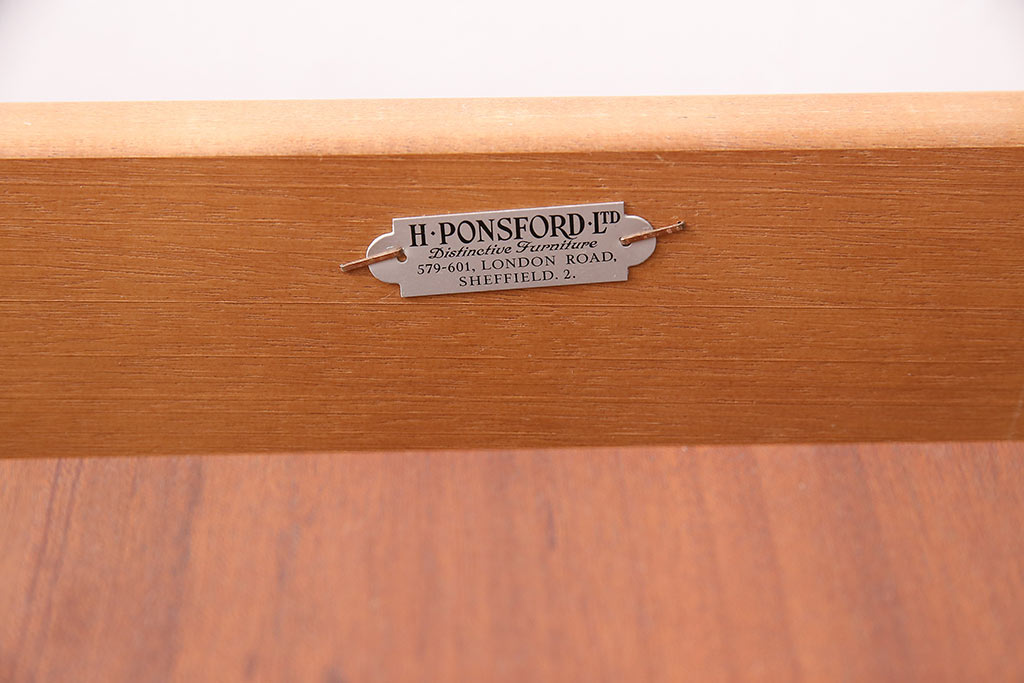 H·PONSFORD·LTD
Distinctive Furniture
579-601, LONDON ROAD,
SHEFFIELD. 2.